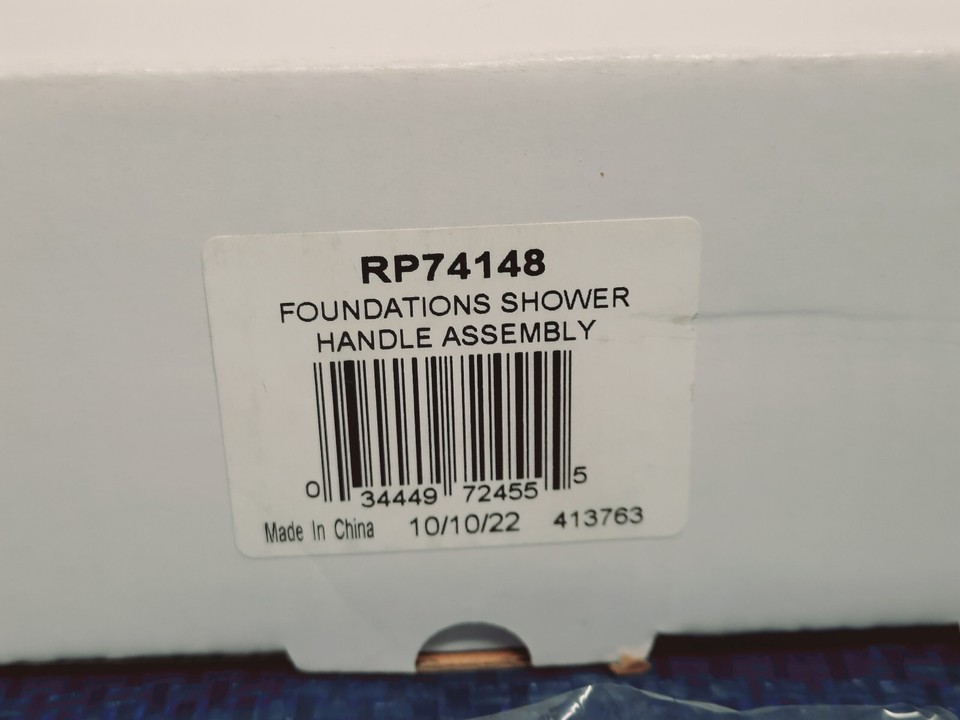 RP74148
FOUNDATIONS SHOWER
HANDLE ASSEMBLY
0 34449 72455 5
Made In China 10/10/22 413763